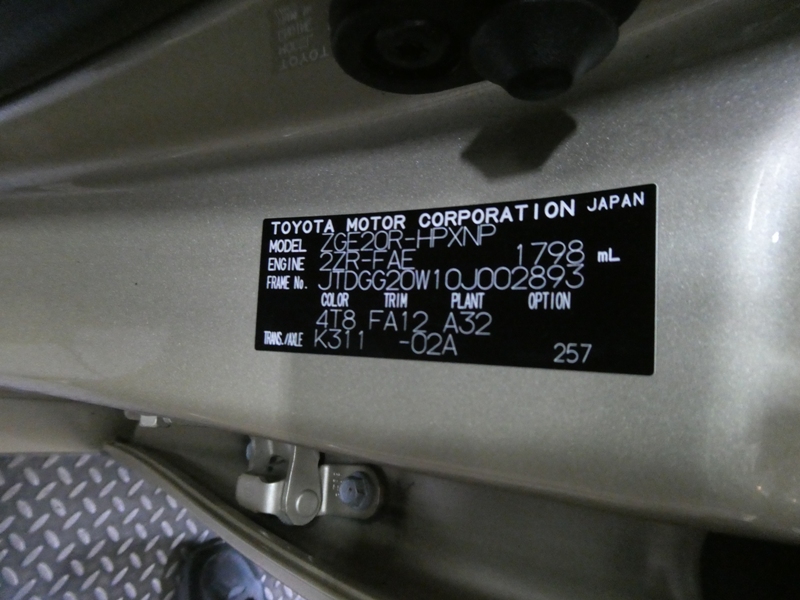 TOYOTA MOTOR CORPORATION JAPAN
MODEL ZGE20R-HPXNP
ENGINE 2ZR-FAE 1798 mL
FRAME No. JTDGG20W10J002893
COLOR TRIM PLANT OPTION
4T8 FA12 A32
TRANS./AXLE K311 -02A 257